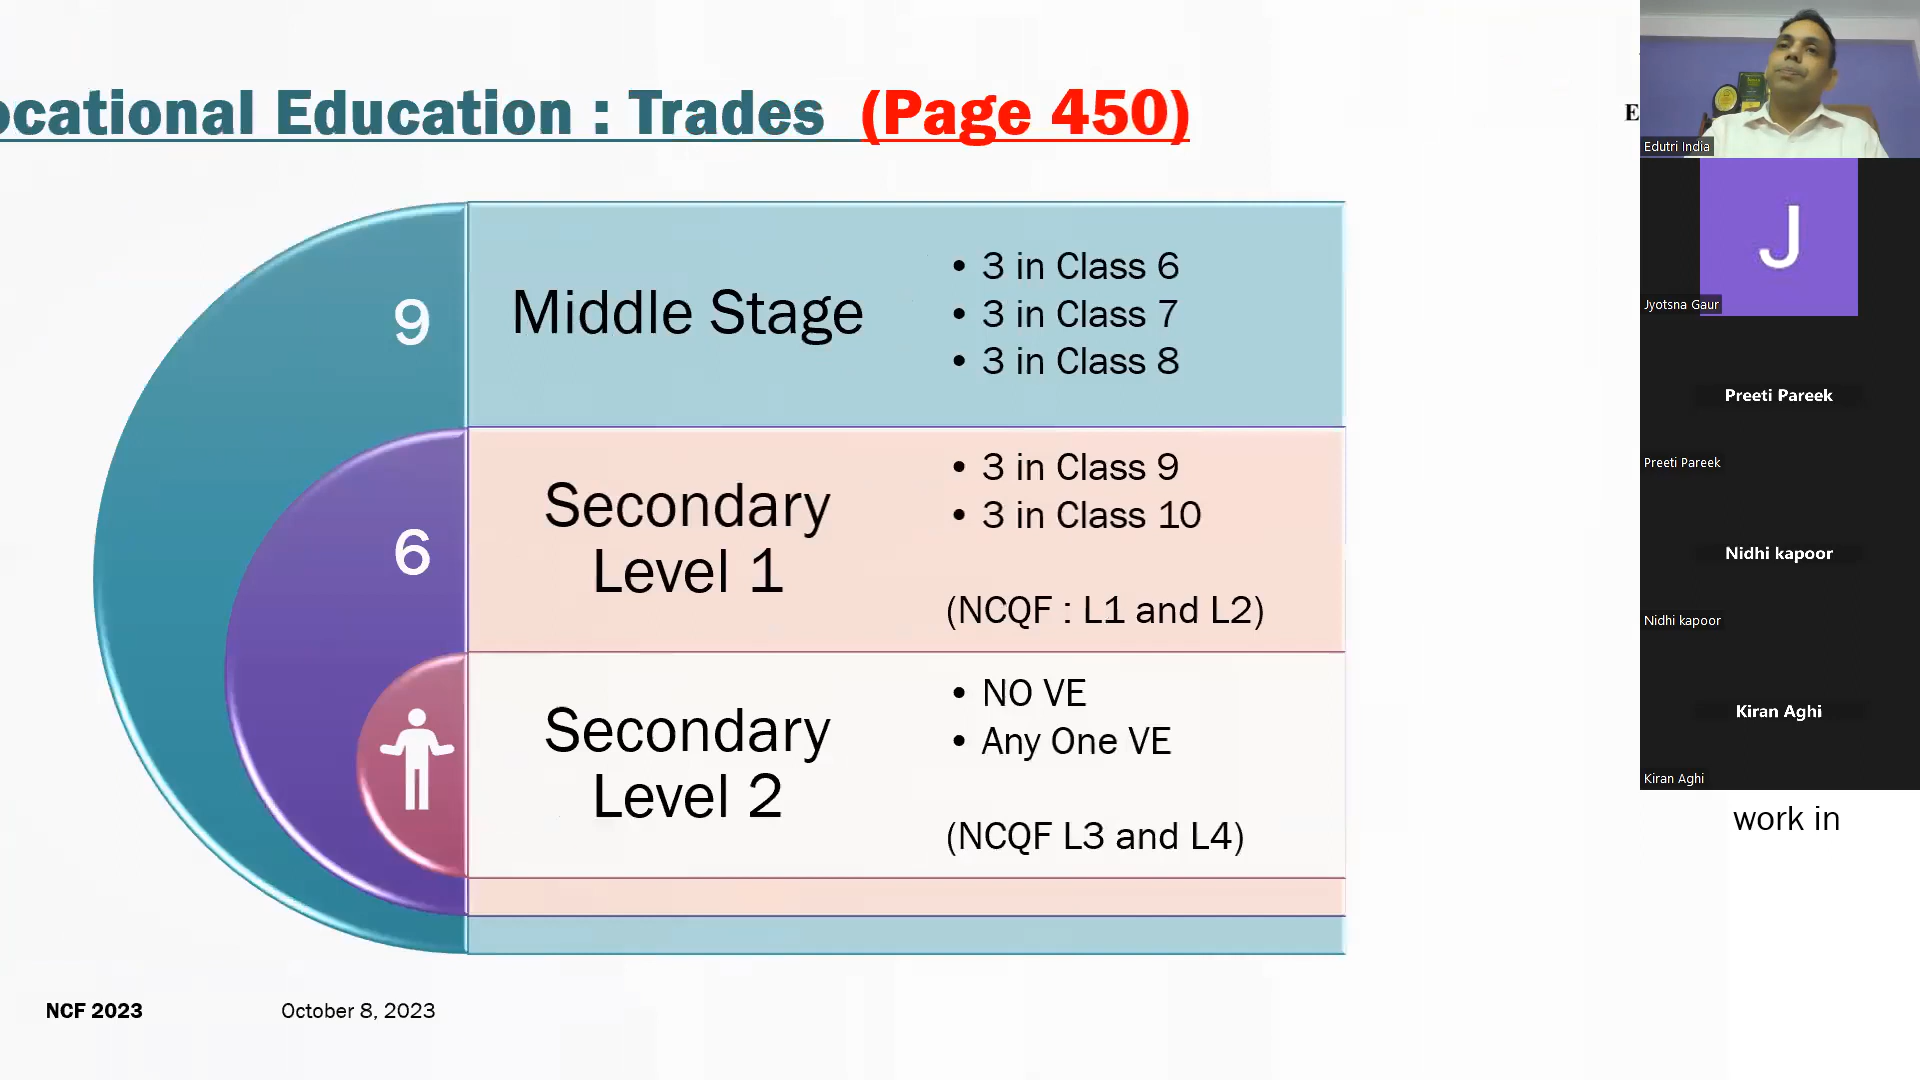 ocational Education : Trades (Page 450)
E
9
Middle Stage
• 3 in Class 6
• 3 in Class 7
• 3 in Class 8
6
Secondary
Level 1
• 3 in Class 9
• 3 in Class 10
(NCQF : L1 and L2)
Secondary
Level 2
• NO VE
• Any One VE
(NCQF L3 and L4)
NCF 2023
October 8, 2023
Edutri India
J
Jyotsna Gaur
Preeti Pareek
Preeti Pareek
Nidhi kapoor
Nidhi kapoor
Kiran Aghi
Kiran Aghi
work in